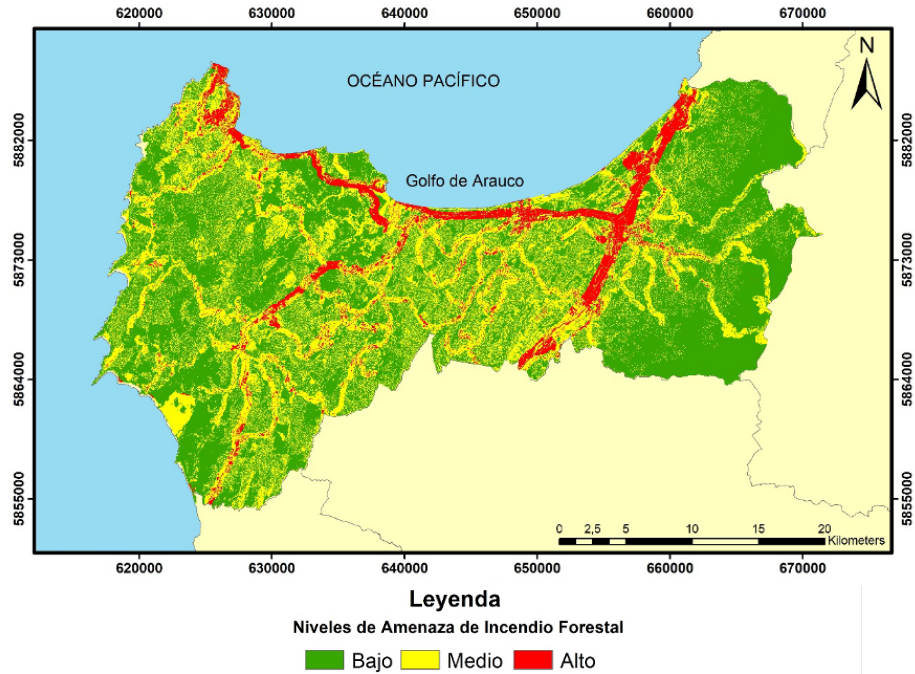 620000 630000 640000 650000 660000 670000
N
OCÉANO PACÍFICO
5882000 5882000
Golfo de Arauco
5873000 5873000
5864000 5864000
5855000 5855000
0 2,5 5 10 15 20
Kilometers
620000 630000 640000 650000 660000 670000
Leyenda
Niveles de Amenaza de Incendio Forestal
Bajo Medio Alto